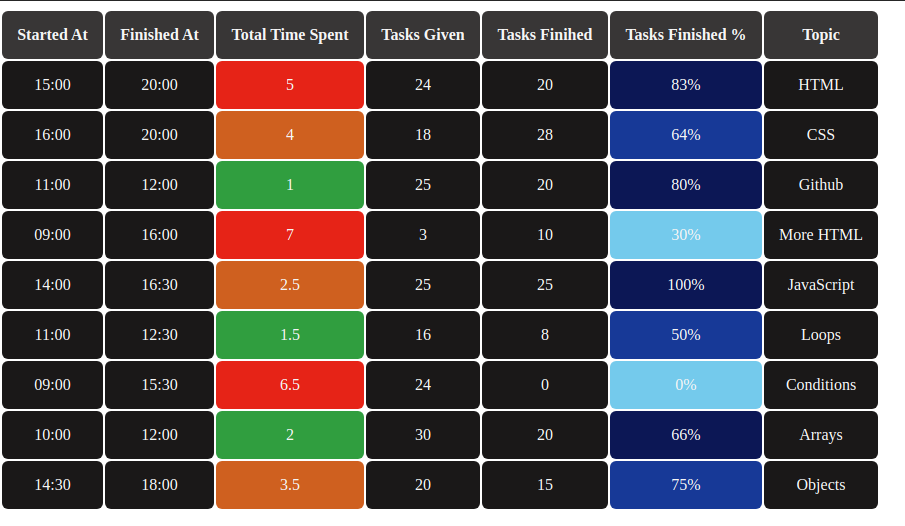 Started At Finished At Total Time Spent Tasks Given Tasks Finihed Tasks Finished % Topic
15:00 20:00 5 24 20 83% HTML
16:00 20:00 4 18 28 64% CSS
11:00 12:00 1 25 20 80% Github
09:00 16:00 7 3 10 30% More HTML
14:00 16:30 2.5 25 25 100% JavaScript
11:00 12:30 1.5 16 8 50% Loops
09:00 15:30 6.5 24 0 0% Conditions
10:00 12:00 2 30 20 66% Arrays
14:30 18:00 3.5 20 15 75% Objects